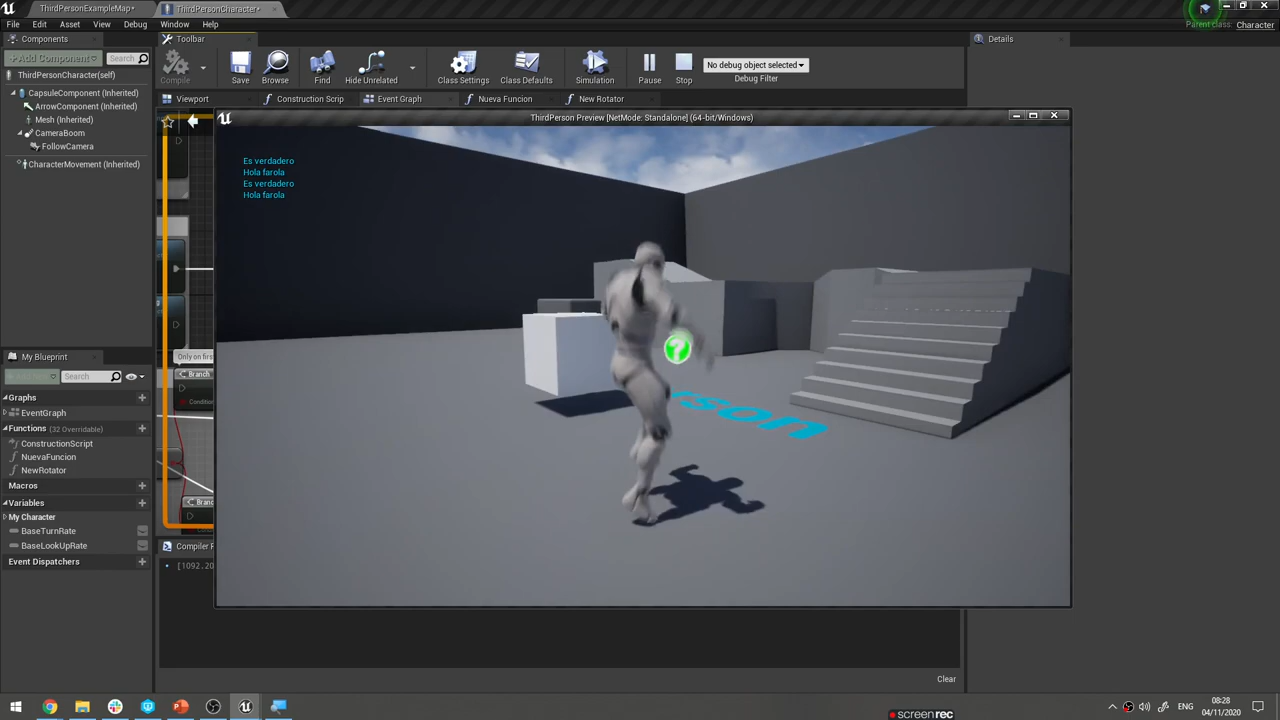 ThirdPersonExampleMap*
ThirdPersonCharacter*
File Edit Asset View Debug Window Help
Parent class: Character
Components
Toolbar
Details
+Add Component
Search
ThirdPersonCharacter(self)
CapsuleComponent (Inherited)
ArrowComponent (Inherited)
Mesh (Inherited)
CameraBoom
FollowCamera
CharacterMovement (Inherited)
Compile
Save
Browse
Find
Hide Unrelated
Class Settings
Class Defaults
Simulation
Pause
Stop
No debug object selected
Debug Filter
Viewport
Construction Scrip
Event Graph
Nueva Funcion
New Rotator
ThirdPerson Preview [NetMode: Standalone] (64-bit/Windows)
Es verdadero
Hola farola
Es verdadero
Hola farola
?
rson
Only on firs
Branch
Condition
Branc
My Blueprint
Search
Graphs
EventGraph
Functions (32 Overridable)
ConstructionScript
NuevaFuncion
NewRotator
Macros
Variables
My Character
BaseTurnRate
BaseLookUpRate
Event Dispatchers
Compiler R
[1092.20
Clear
ENG
08:28
04/11/2020
screenrec